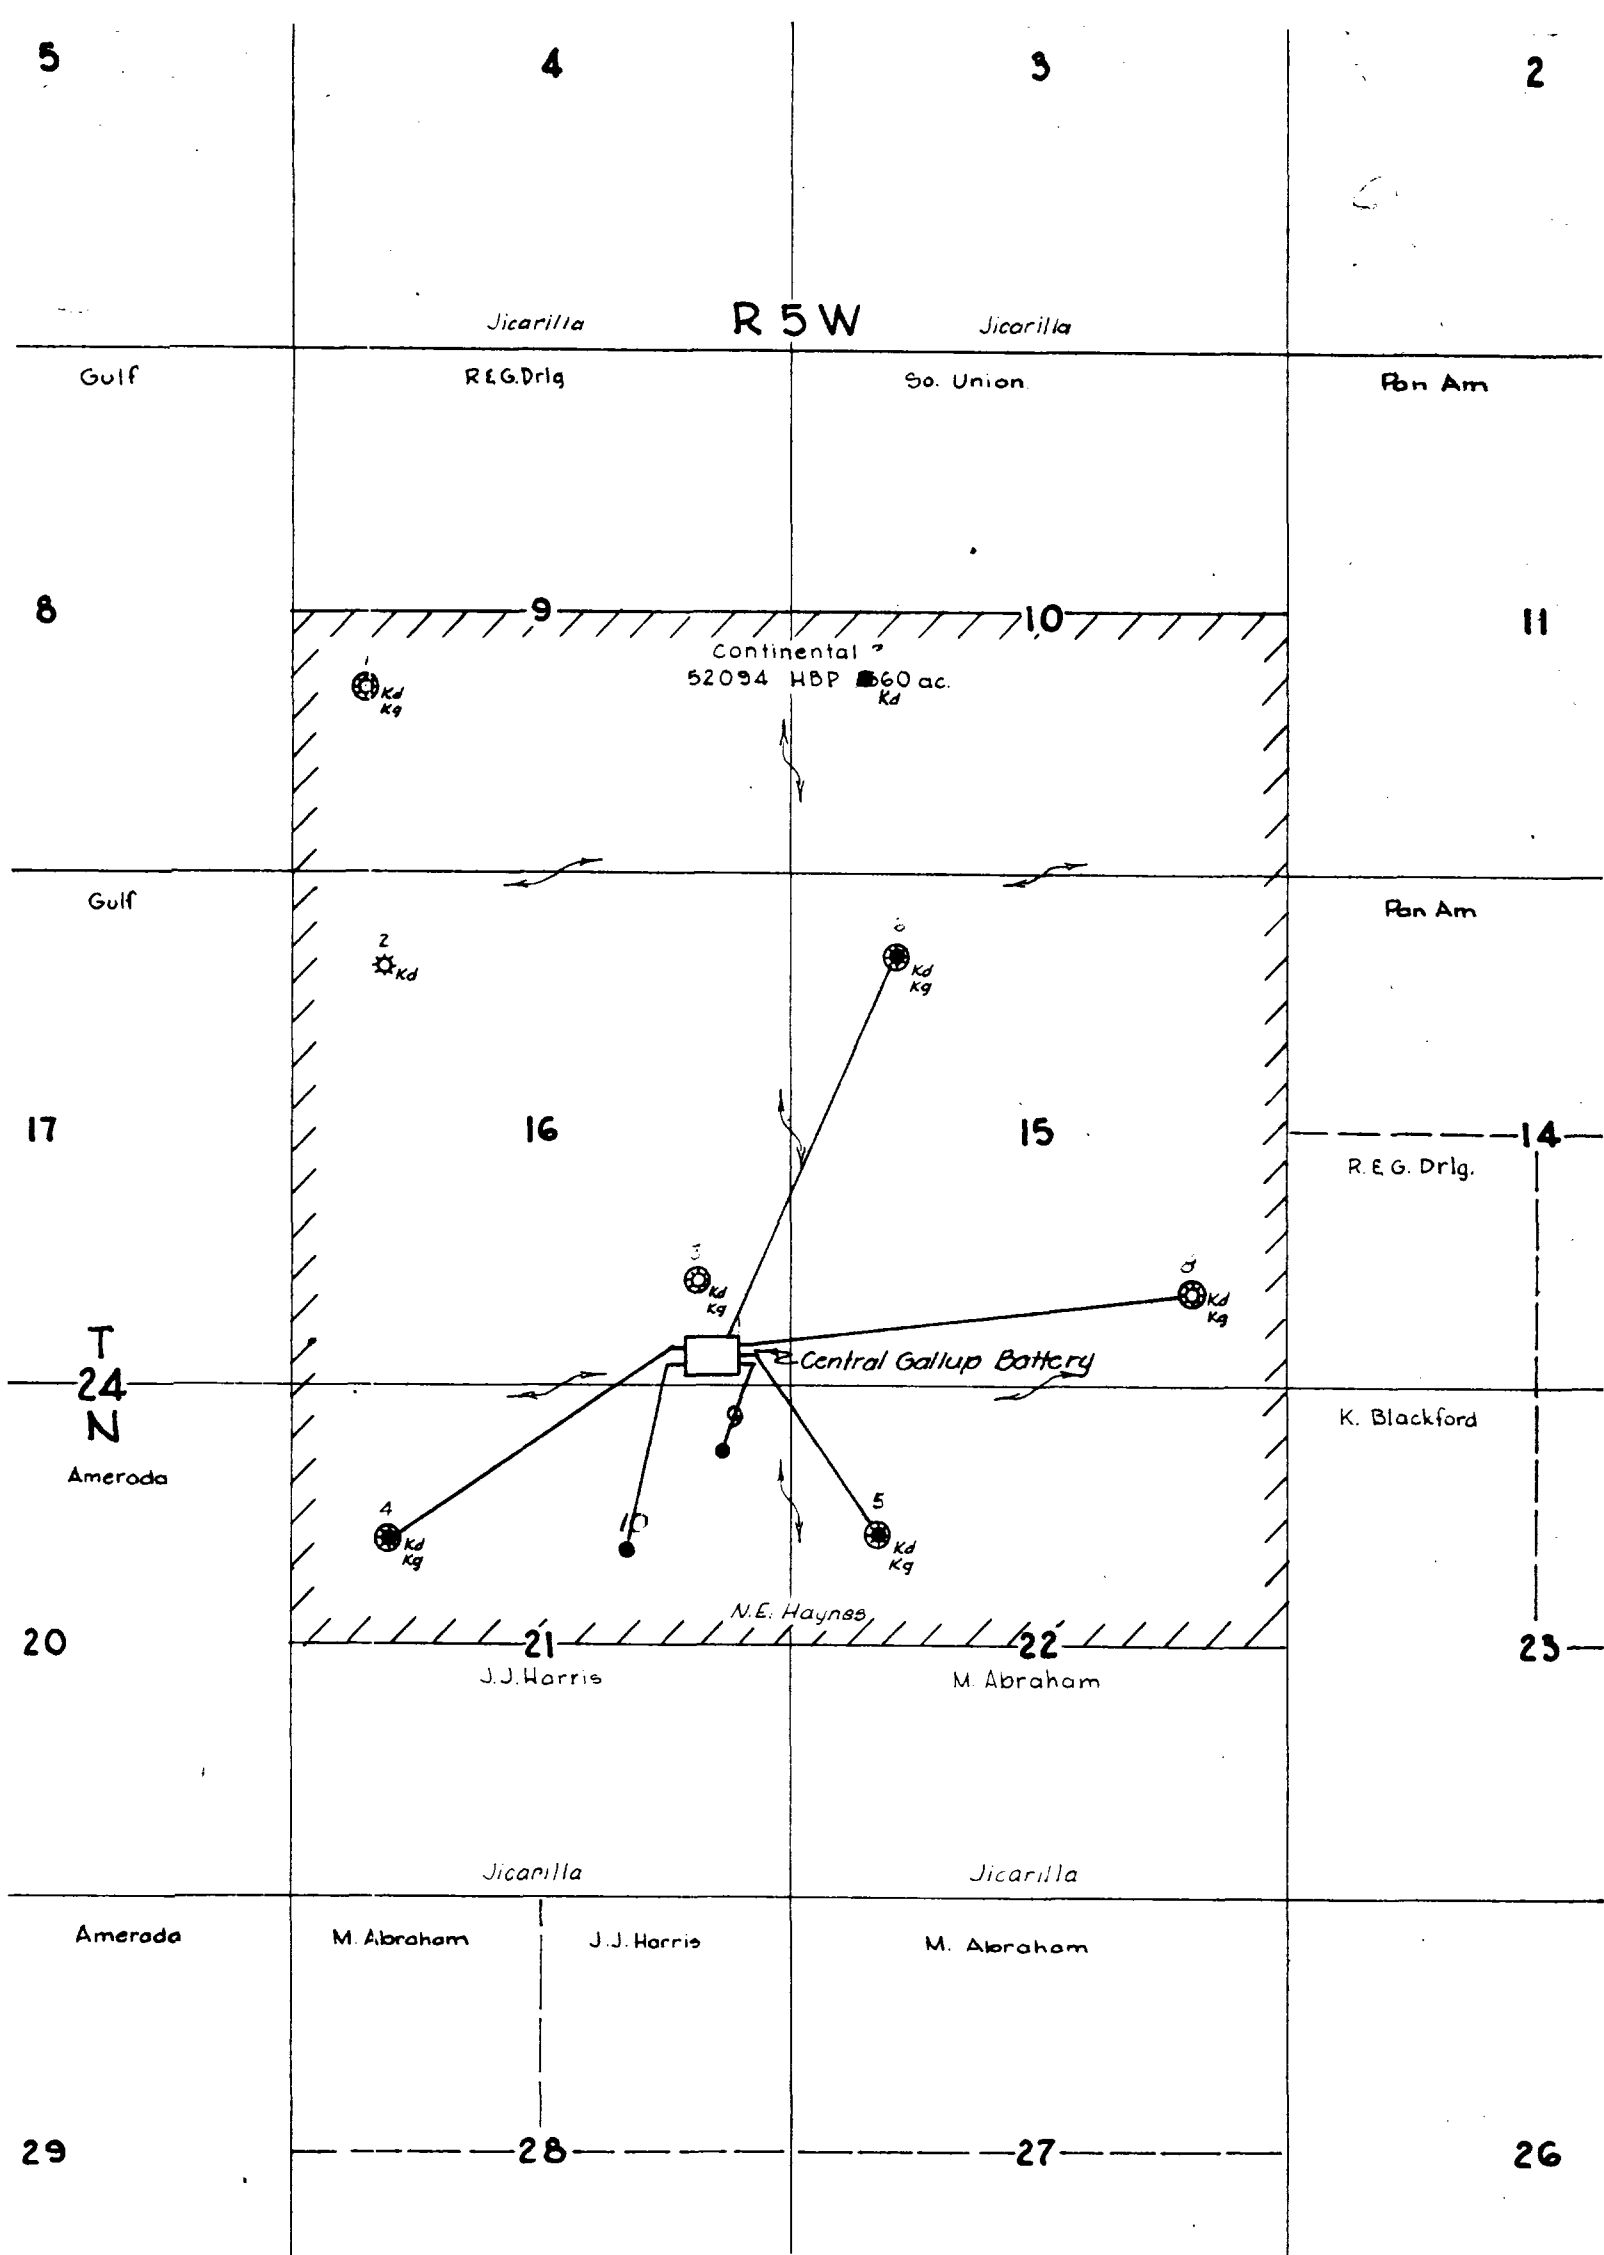 5 4 3 2
Jicarilla R 5 W Jicarilla
Gulf R.&G.Drlg So. Union Pan Am
8 9 10 11
Continental
52094 HBP 60 ac.
Kd
1
Kd
Kg
Gulf Pan Am
2
Kd
Kd
Kg
17 16 15 14
R.&G. Drlg.
3
Kd
Kg
8
Kd
Kg
T
24
N
Central Gallup Battery
9
K. Blackford
Amerada
4
Kd
Kg
10
5
Kd
Kg
N.E. Haynes
20 21 22 23
J.J. Harris M. Abraham
Jicarilla Jicarilla
Amerada M. Abraham J.J. Harris M. Abraham
29 28 27 26